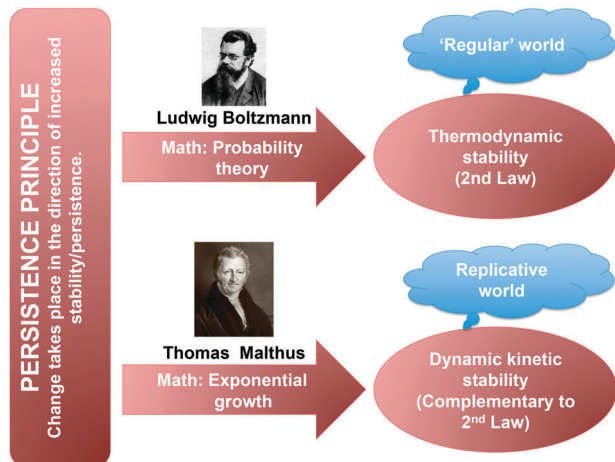 PERSISTENCE PRINCIPLE
Change takes place in the direction of increased
stability/persistence.
Ludwig Boltzmann
Math: Probability
theory
'Regular' world
Thermodynamic
stability
(2nd Law)
Thomas Malthus
Math: Exponential
growth
Replicative
world
Dynamic kinetic
stability
(Complementary to
2nd Law)